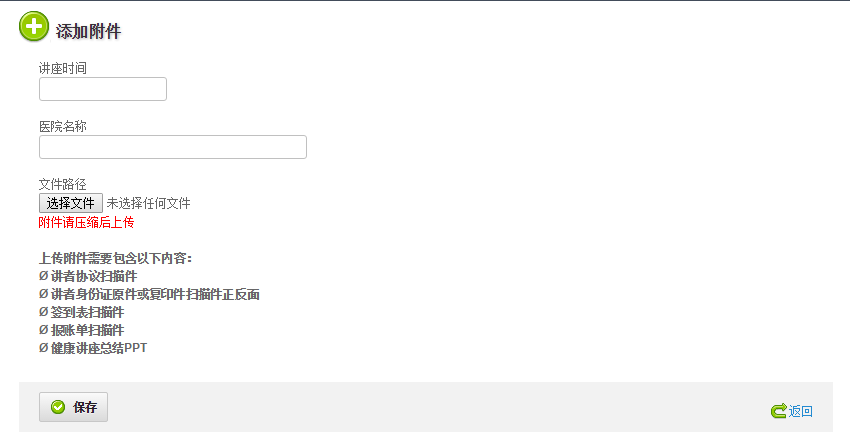 添加附件
讲座时间
医院名称
文件路径
选择文件 未选择任何文件
附件请压缩后上传
上传附件需要包含以下内容：
Ø 讲者协议扫描件
Ø 讲者身份证原件或复印件扫描件正反面
Ø 签到表扫描件
Ø 报账单扫描件
Ø 健康讲座总结PPT
保存
返回